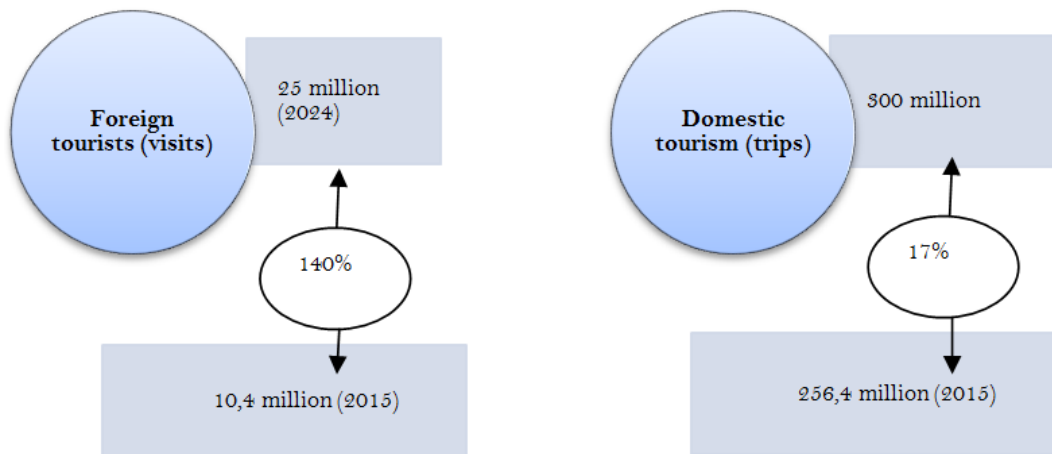 Foreign
tourists (visits)
25 million
(2024)
140%
10,4 million (2015)
Domestic
tourism (trips)
300 million
17%
256,4 million (2015)